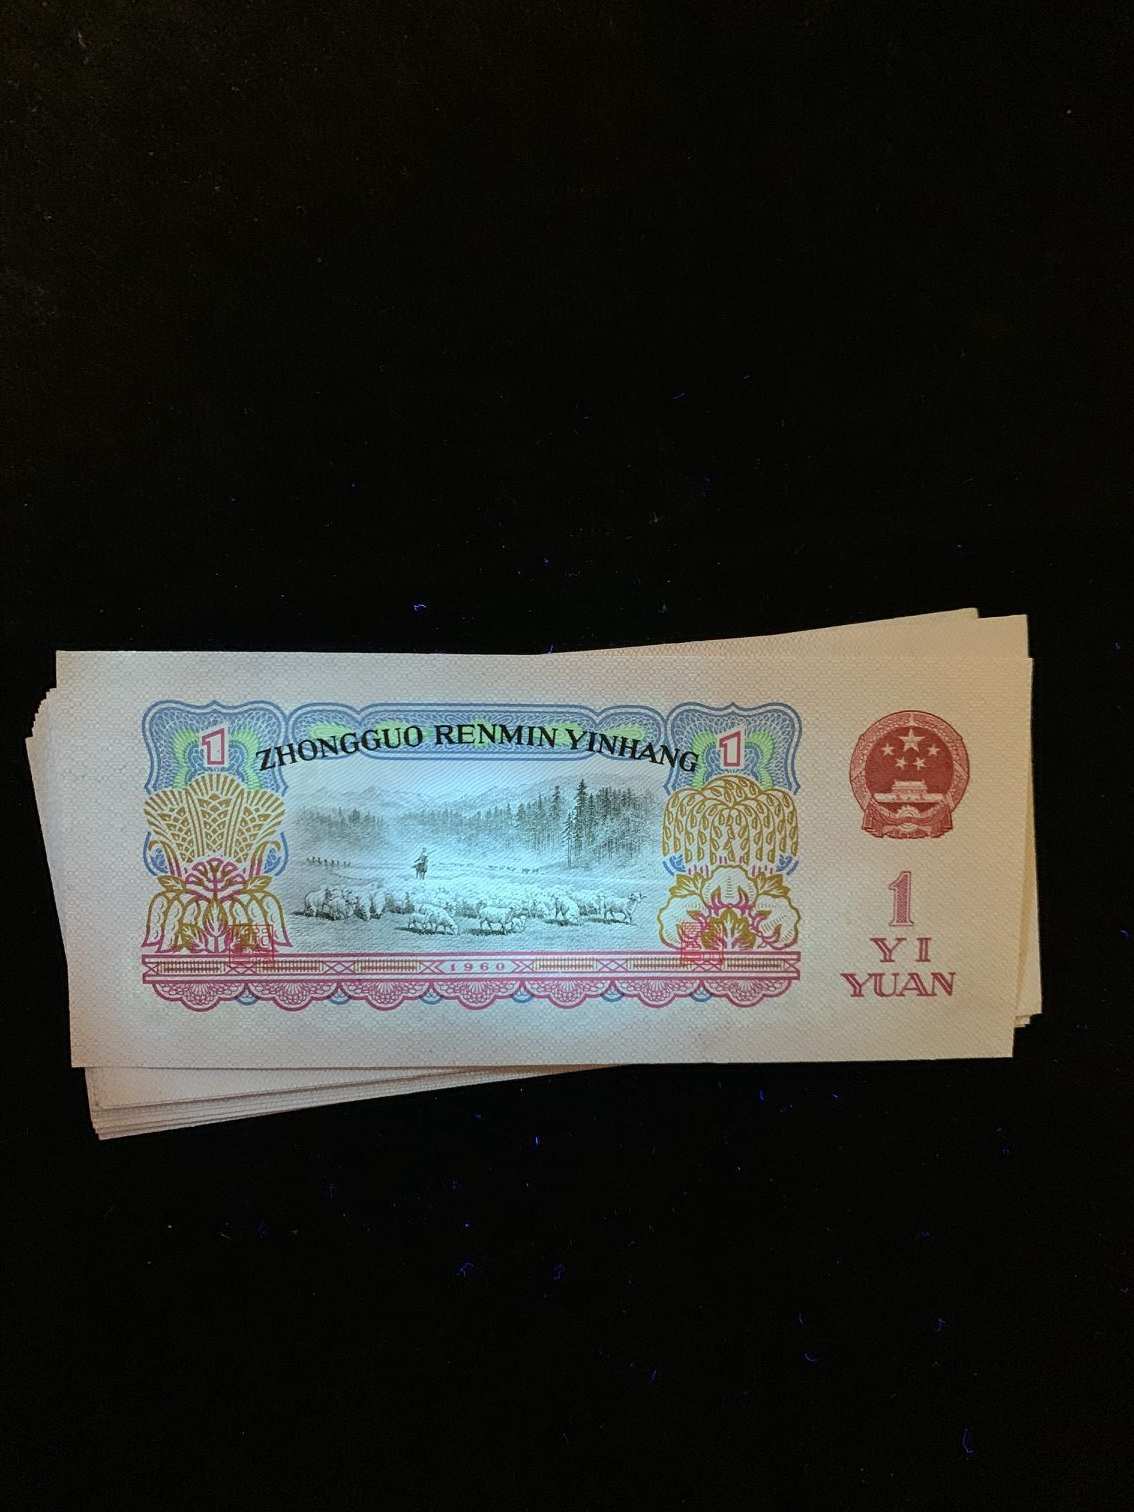 ZHONGGUO RENMIN YINHANG
1
1
1
YI
YUAN
1960